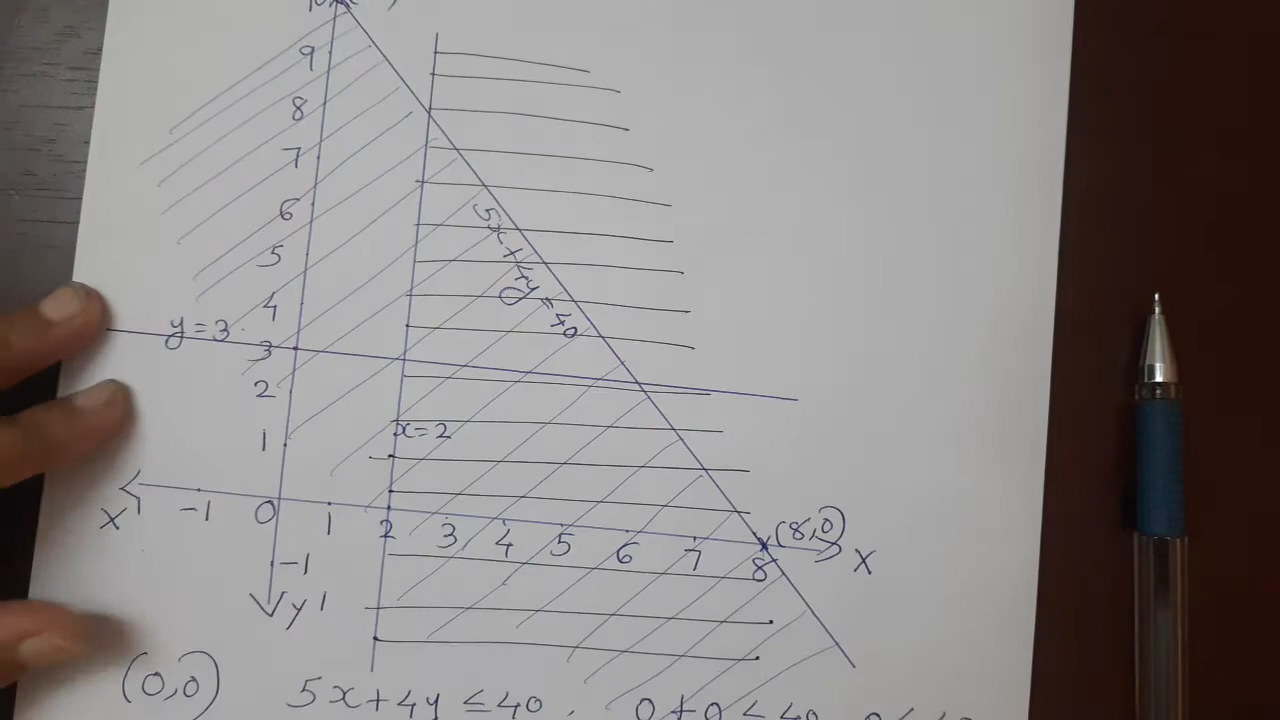 9
8
7
6
5
5x+4y=40
4
y=3
3
2
1
x=2
X' -1 0 1 2 3 4 5 6 7 8 (8,0) X
-1
Y'
(0,0) 5x+4y≤40,